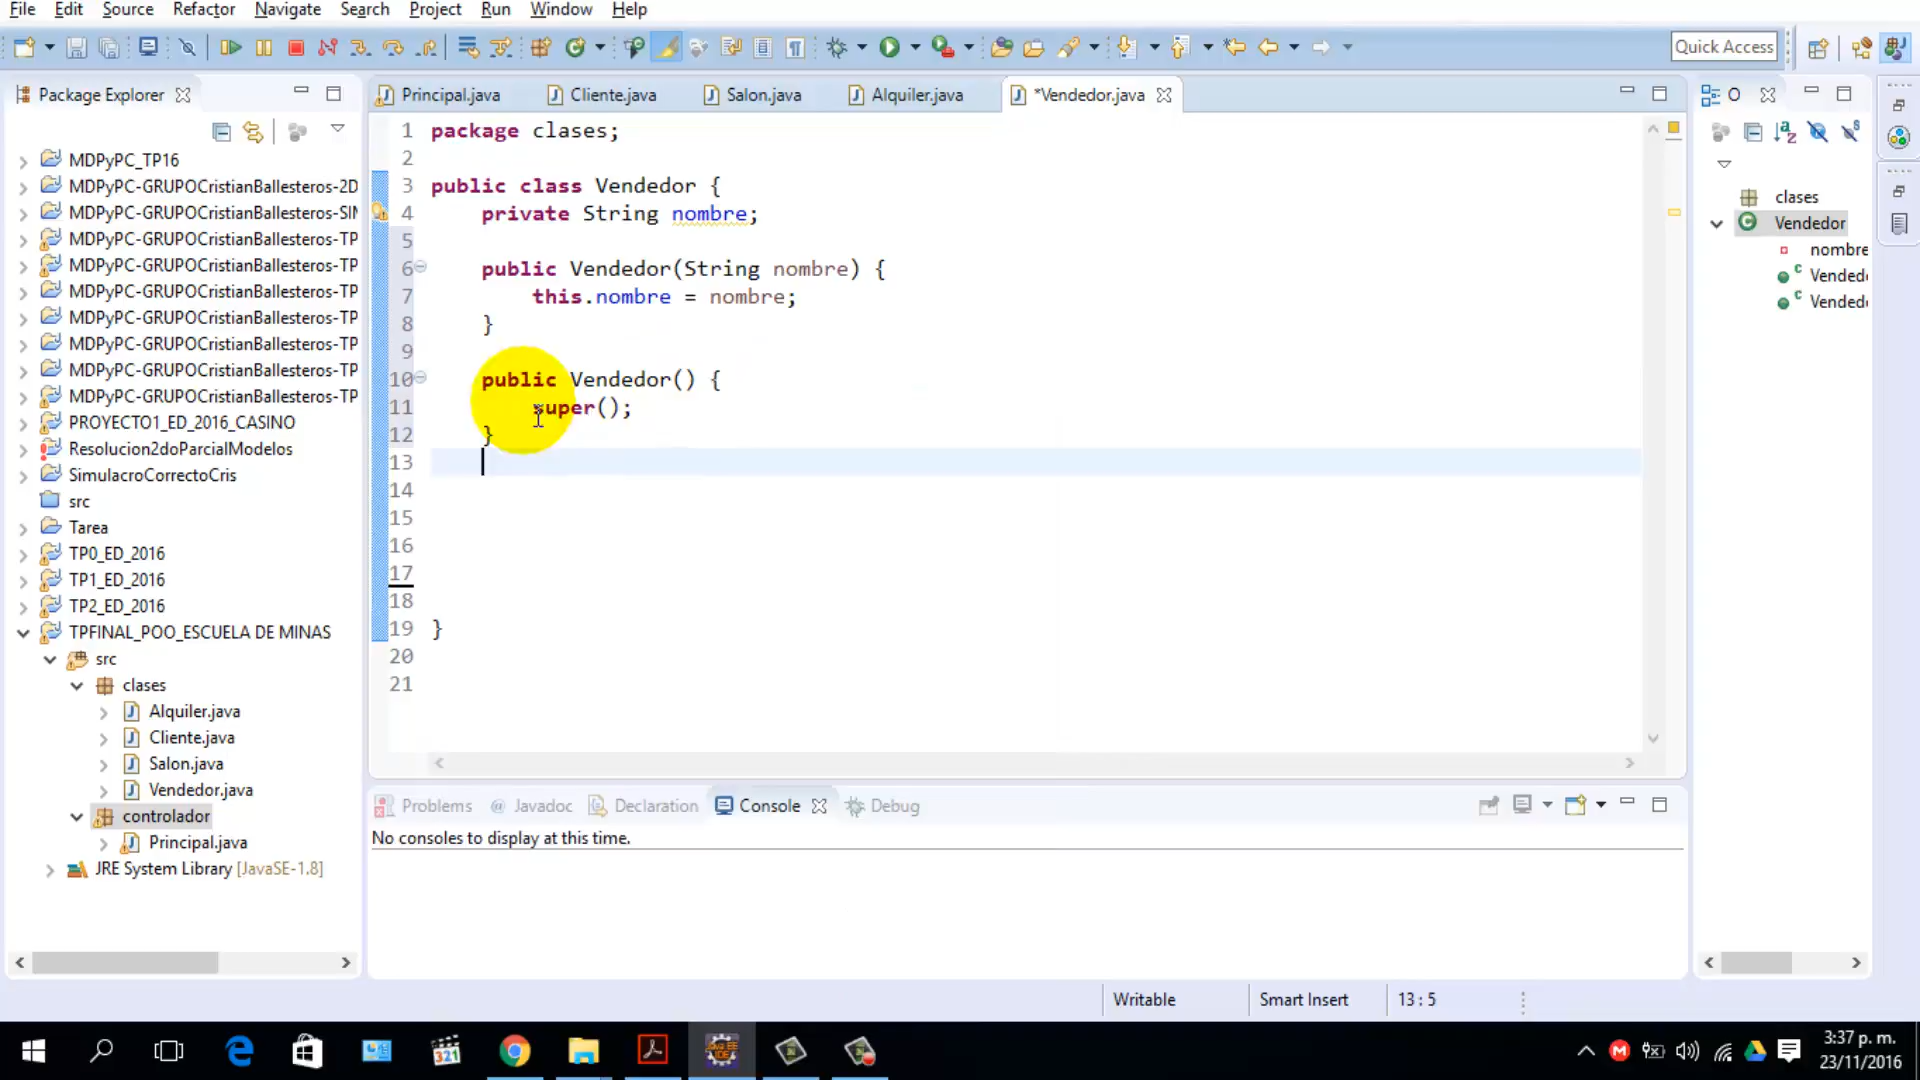 File Edit Source Refactor Navigate Search Project Run Window Help
Quick Access
Package Explorer
MDPyPC_TP16
MDPyPC-GRUPOCristianBallesteros-2D
MDPyPC-GRUPOCristianBallesteros-SIM
MDPyPC-GRUPOCristianBallesteros-TP
MDPyPC-GRUPOCristianBallesteros-TP
MDPyPC-GRUPOCristianBallesteros-TP
MDPyPC-GRUPOCristianBallesteros-TP
MDPyPC-GRUPOCristianBallesteros-TP
MDPyPC-GRUPOCristianBallesteros-TP
MDPyPC-GRUPOCristianBallesteros-TP
PROYECTO1_ED_2016_CASINO
Resolucion2doParcialModelos
SimulacroCorrectoCris
src
Tarea
TP0_ED_2016
TP1_ED_2016
TP2_ED_2016
TPFINAL_POO_ESCUELA DE MINAS
src
clases
Alquiler.java
Cliente.java
Salon.java
Vendedor.java
controlador
Principal.java
JRE System Library [JavaSE-1.8]
Principal.java Cliente.java Salon.java Alquiler.java *Vendedor.java
1 package clases;
2
3 public class Vendedor {
4 private String nombre;
5
6 public Vendedor(String nombre) {
7 this.nombre = nombre;
8 }
9
10 public Vendedor() {
11 super();
12 }
13
14
15
16
17
18
19 }
20
21
Problems Javadoc Declaration Console Debug
No consoles to display at this time.
O
clases
Vendedor
nombre
Vended
Vended
Writable Smart Insert 13 : 5
321
Java EE
IDE
3:37 p. m.
23/11/2016